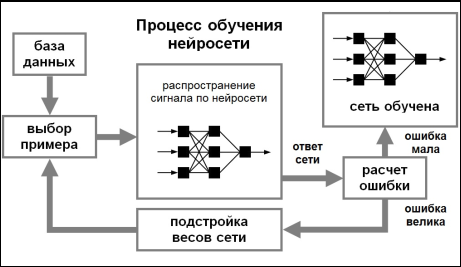 Процесс обучения
нейросети
база
данных
выбор
примера
распространение
сигнала по нейросети
ответ
сети
расчет
ошибки
ошибка
мала
сеть обучена
ошибка
велика
подстройка
весов сети